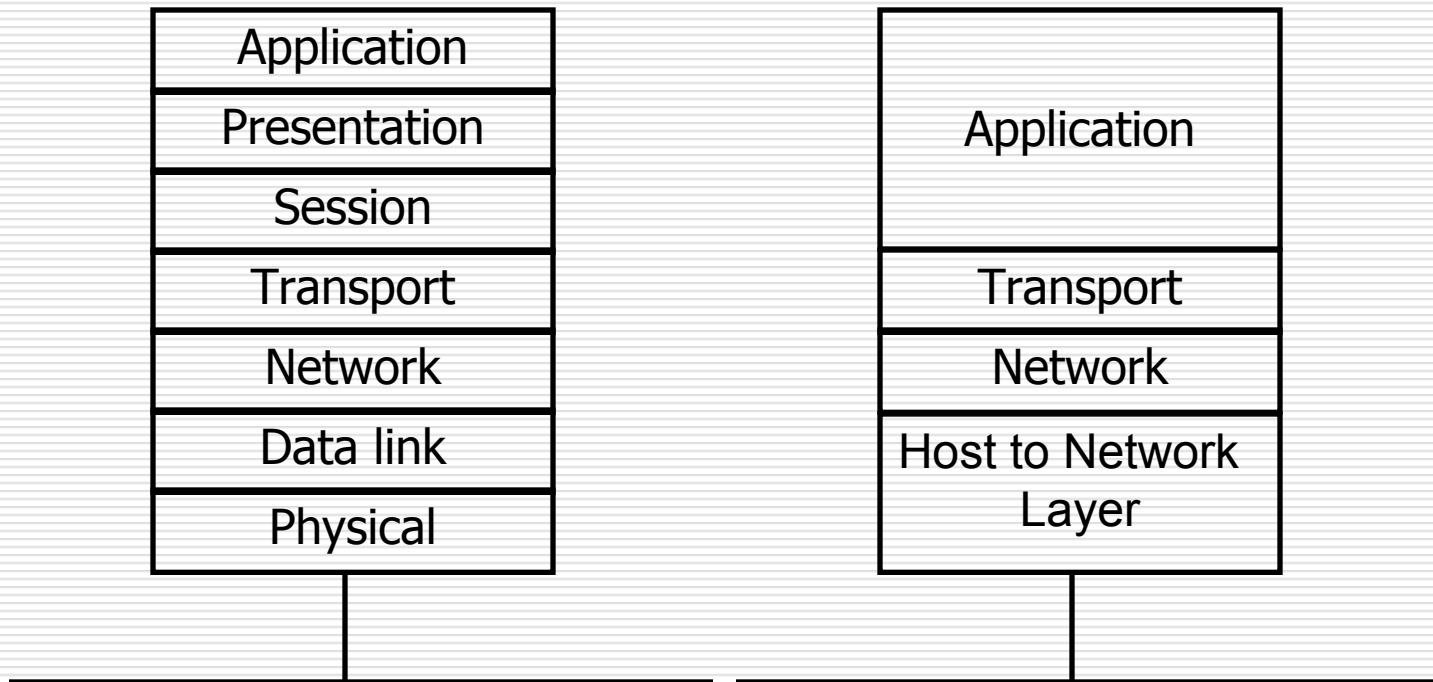 Application
Presentation
Session
Transport
Network
Data link
Physical
Application
Transport
Network
Host to Network
Layer